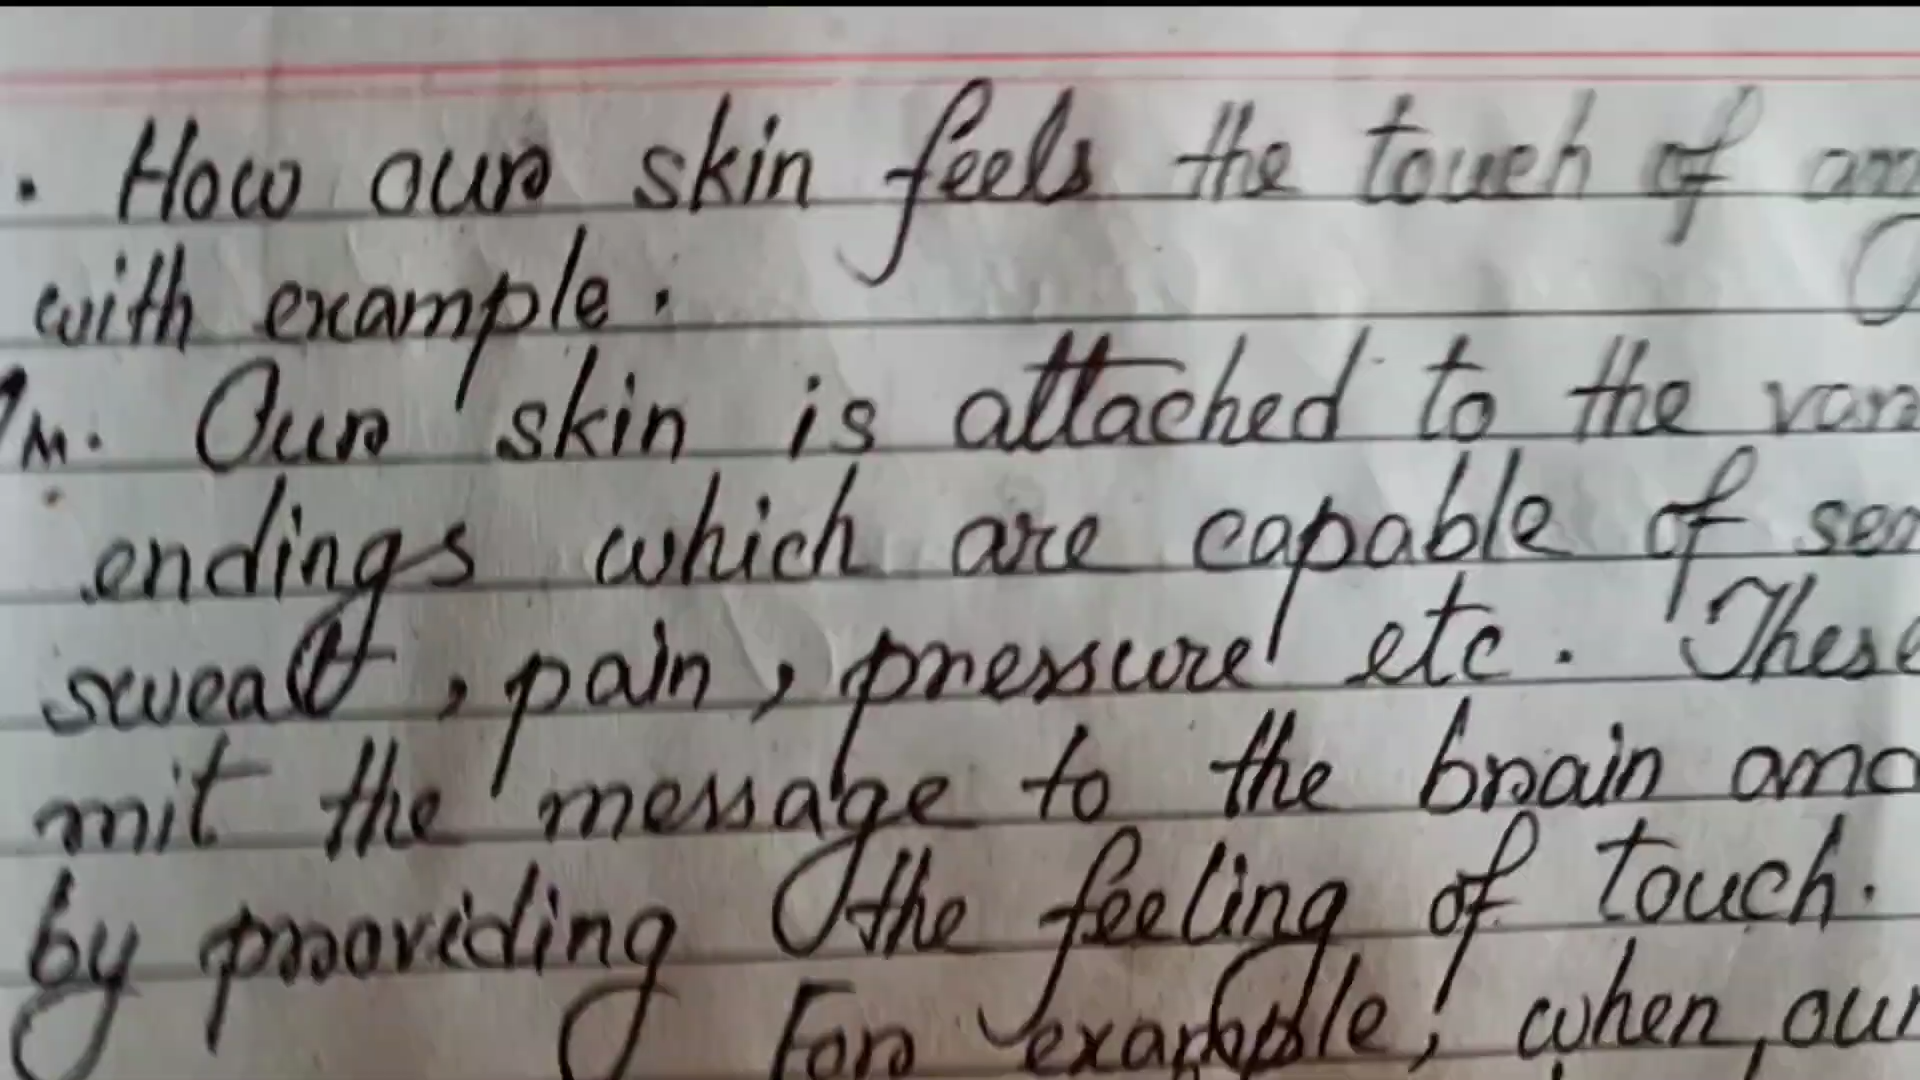 . How our skin feels the touch of
with example.
Our skin is attached to the
endings which are capable of
sweat, pain, pressure etc. These
mit the message to the brain and
by providing the feeling of touch.
For example, when our